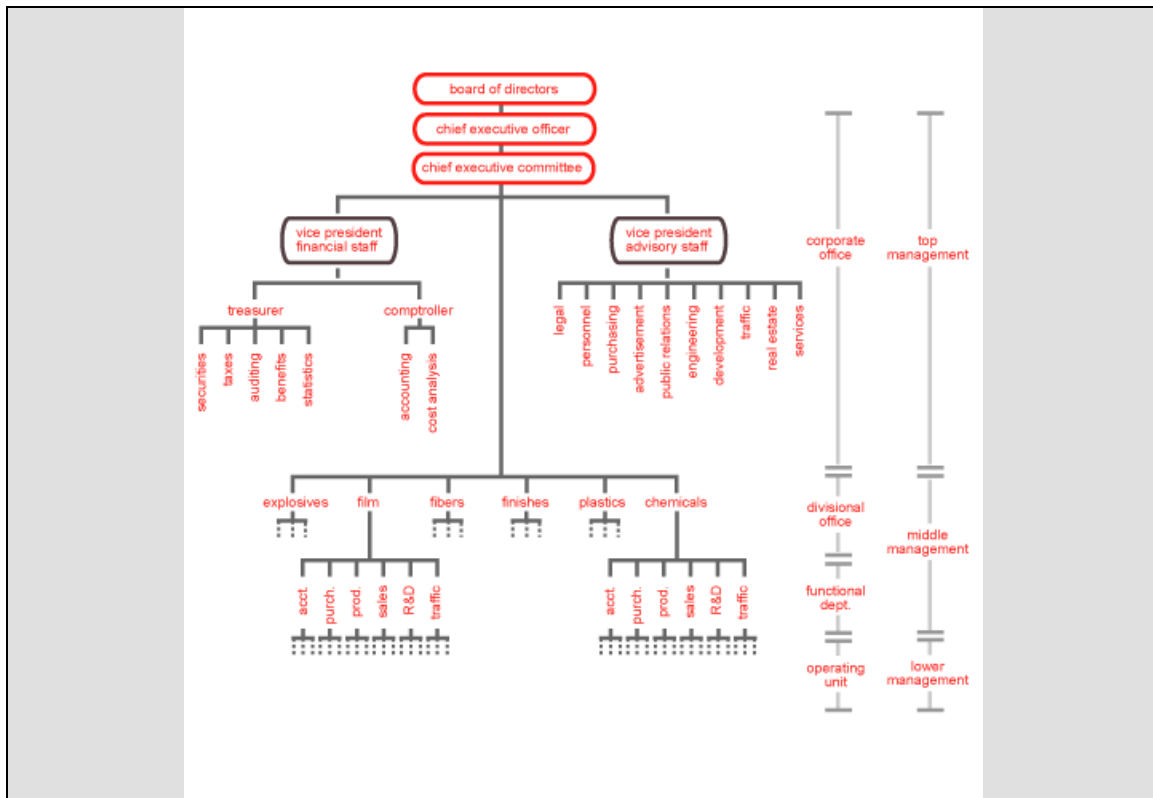 board of directors
chief executive officer
chief executive committee
vice president
financial staff
vice president
advisory staff
corporate
office
top
management
treasurer
comptroller
securities
taxes
auditing
benefits
statistics
accounting
cost analysis
legal
personnel
purchasing
advertisement
public relations
engineering
development
traffic
real estate
services
explosives
film
fibers
finishes
plastics
chemicals
divisional
office
middle
management
acct.
purch.
prod.
sales
R&D
traffic
acct.
purch.
prod.
sales
R&D
traffic
functional
dept.
operating
unit
lower
management